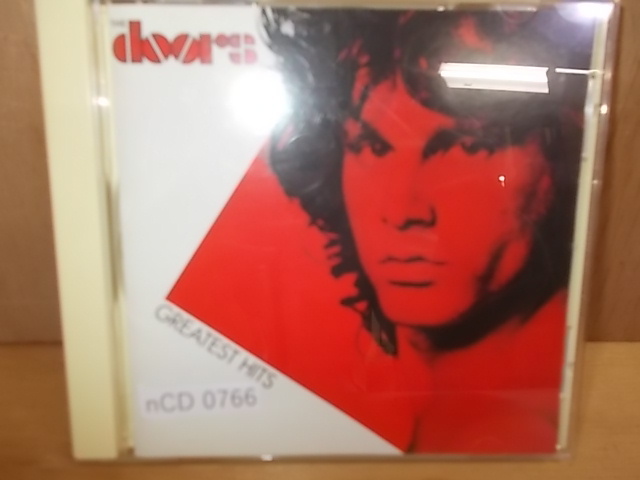 THE
doors
GREATEST HITS
nCD 0766